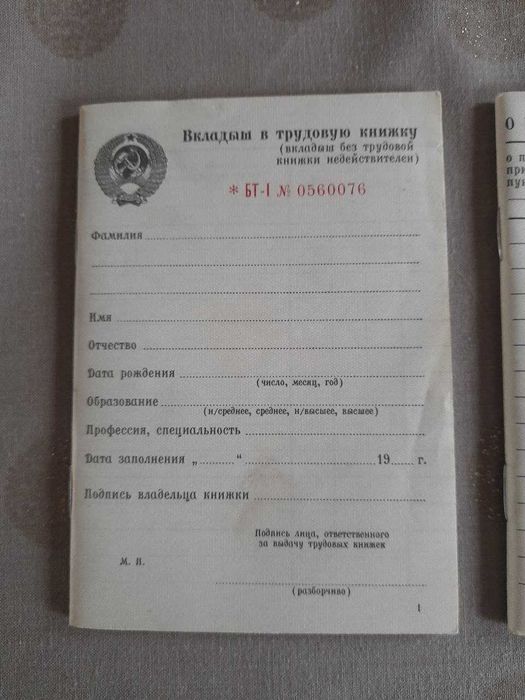 Вкладыш в трудовую книжку
(вкладыш без трудовой
книжки недействителен)
* БТ-I № 0560076
Фамилия
Имя
Отчество
Дата рождения
(число, месяц, год)
Образование
(н/среднее, среднее, н/высшее, высшее)
Профессия, специальность
Дата заполнения „ “ 19 г.
Подпись владельца книжки
Подпись лица, ответственного
за выдачу трудовых книжек
М. П.
(разборчиво)
1
О